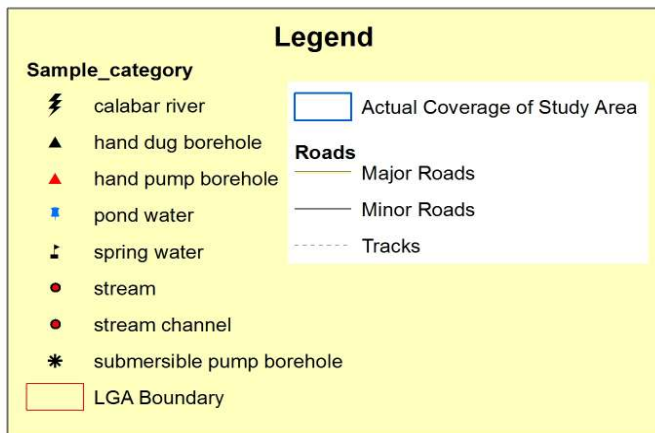 Legend
Sample_category
calabar river
hand dug borehole
hand pump borehole
pond water
spring water
stream
stream channel
submersible pump borehole
LGA Boundary
Actual Coverage of Study Area
Roads
Major Roads
Minor Roads
Tracks